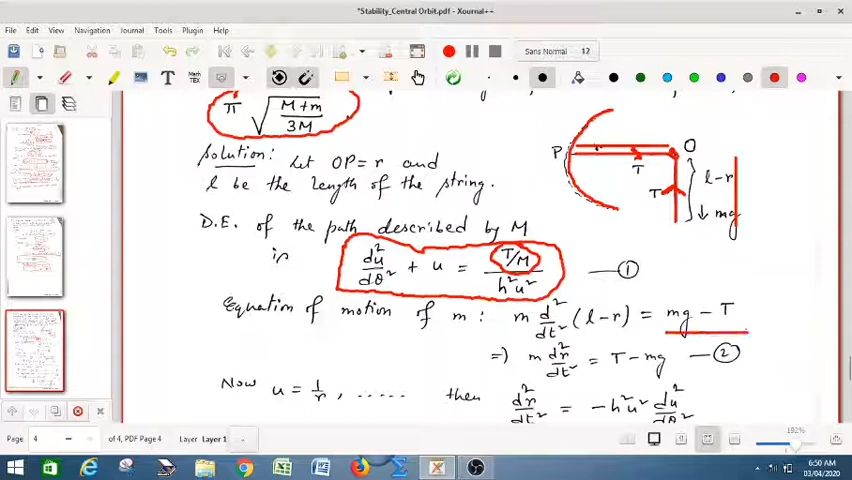 *Stability_Central Orbit.pdf - Xournal++
File Edit View Navigation Journal Tools Plugin Help
Sans Normal 12
π √(M+m / 3M)
Solution: Let OP=r and
l be the length of the string.
P O
T
T
l-r
↓ mg
D.E. of the path described by M
is
d²u/dθ² + u = (T/M)/(h²u²) —①
Equation of motion of m: m d²/dt² (l-r) = mg - T
⇒) m d²r/dt² = T-mg —②
Now u = 1/r, ...... then d²r/dt² = -h²u² d²u/dθ²
192%
Page 4 of 4, PDF Page 4 Layer Layer 1
6:50 AM
03/04/2020